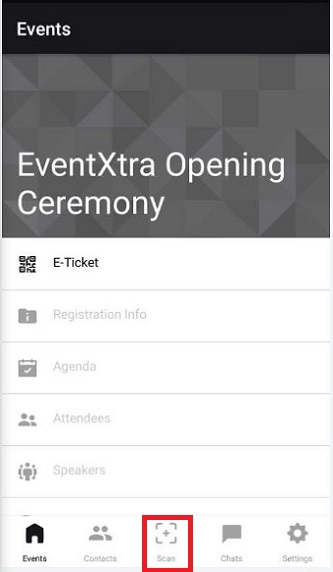 Events
EventXtra Opening
Ceremony
E-Ticket
Registration Info
Agenda
Attendees
Speakers
Events
Contacts
Scan
Chats
Settings